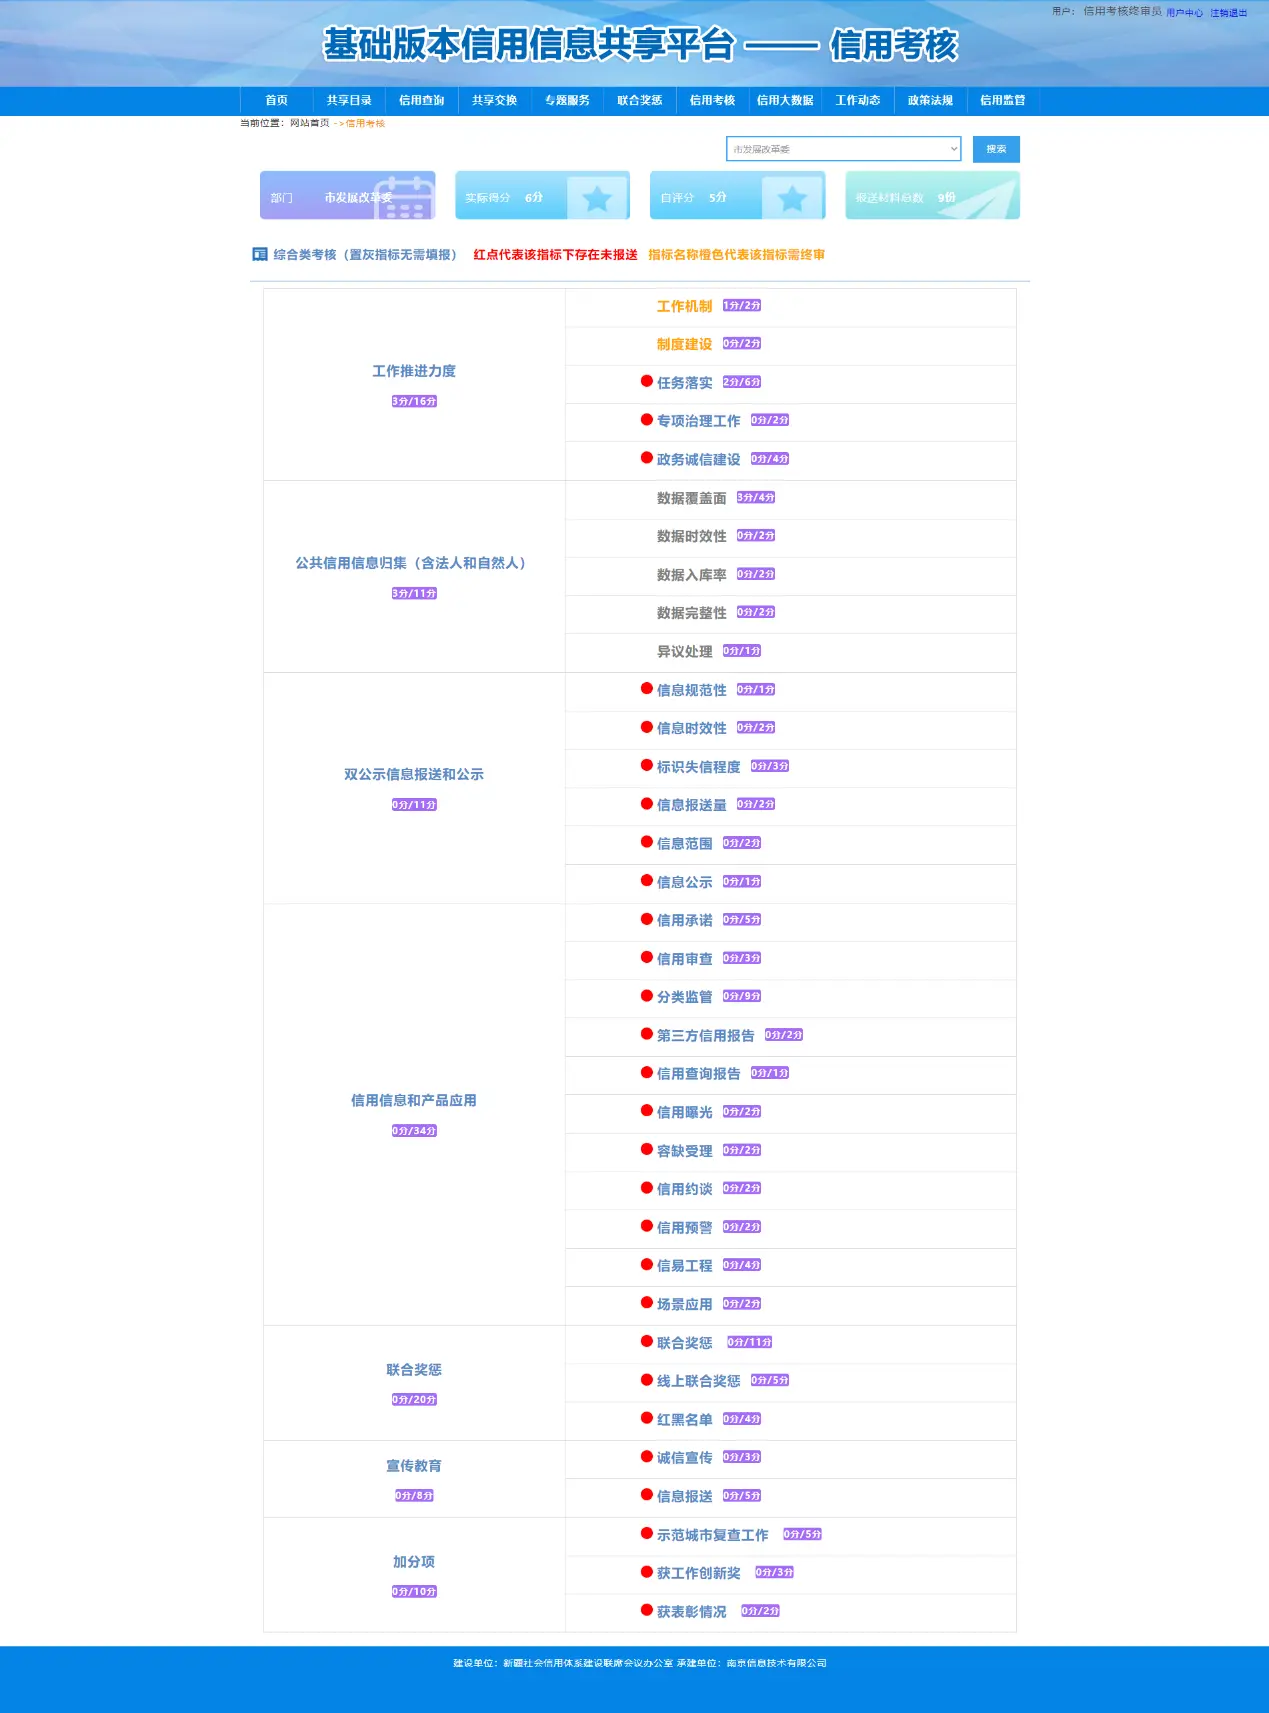 用户： 信用考核终审员 用户中心 注销退出
基础版本信用信息共享平台 —— 信用考核
首页 共享目录 信用查询 共享交换 专题服务 联合奖惩 信用考核 信用大数据 工作动态 政策法规 信用监管
当前位置：网站首页 ->信用考核
市发展改革委 搜索
部门 市发展改革委 实际得分 6分 自评分 5分 报送材料总数 9份
综合类考核（置灰指标无需填报） 红点代表该指标下存在未报送 指标名称橙色代表该指标需终审
工作推进力度
3分/16分
工作机制 1分/2分
制度建设 0分/2分
任务落实 2分/6分
专项治理工作 0分/2分
政务诚信建设 0分/4分
公共信用信息归集（含法人和自然人）
3分/11分
数据覆盖面 3分/4分
数据时效性 0分/2分
数据入库率 0分/2分
数据完整性 0分/2分
异议处理 0分/1分
双公示信息报送和公示
0分/11分
信息规范性 0分/1分
信息时效性 0分/2分
标识失信程度 0分/3分
信息报送量 0分/2分
信息范围 0分/2分
信息公示 0分/1分
信用信息和产品应用
0分/34分
信用承诺 0分/5分
信用审查 0分/3分
分类监管 0分/9分
第三方信用报告 0分/2分
信用查询报告 0分/1分
信用曝光 0分/2分
容缺受理 0分/2分
信用约谈 0分/2分
信用预警 0分/2分
信易工程 0分/4分
场景应用 0分/2分
联合奖惩
0分/20分
联合奖惩 0分/11分
线上联合奖惩 0分/5分
红黑名单 0分/4分
宣传教育
0分/8分
诚信宣传 0分/3分
信息报送 0分/5分
加分项
0分/10分
示范城市复查工作 0分/5分
获工作创新奖 0分/3分
获表彰情况 0分/2分
建设单位：新疆社会信用体系建设联席会议办公室 承建单位：南京信息技术有限公司